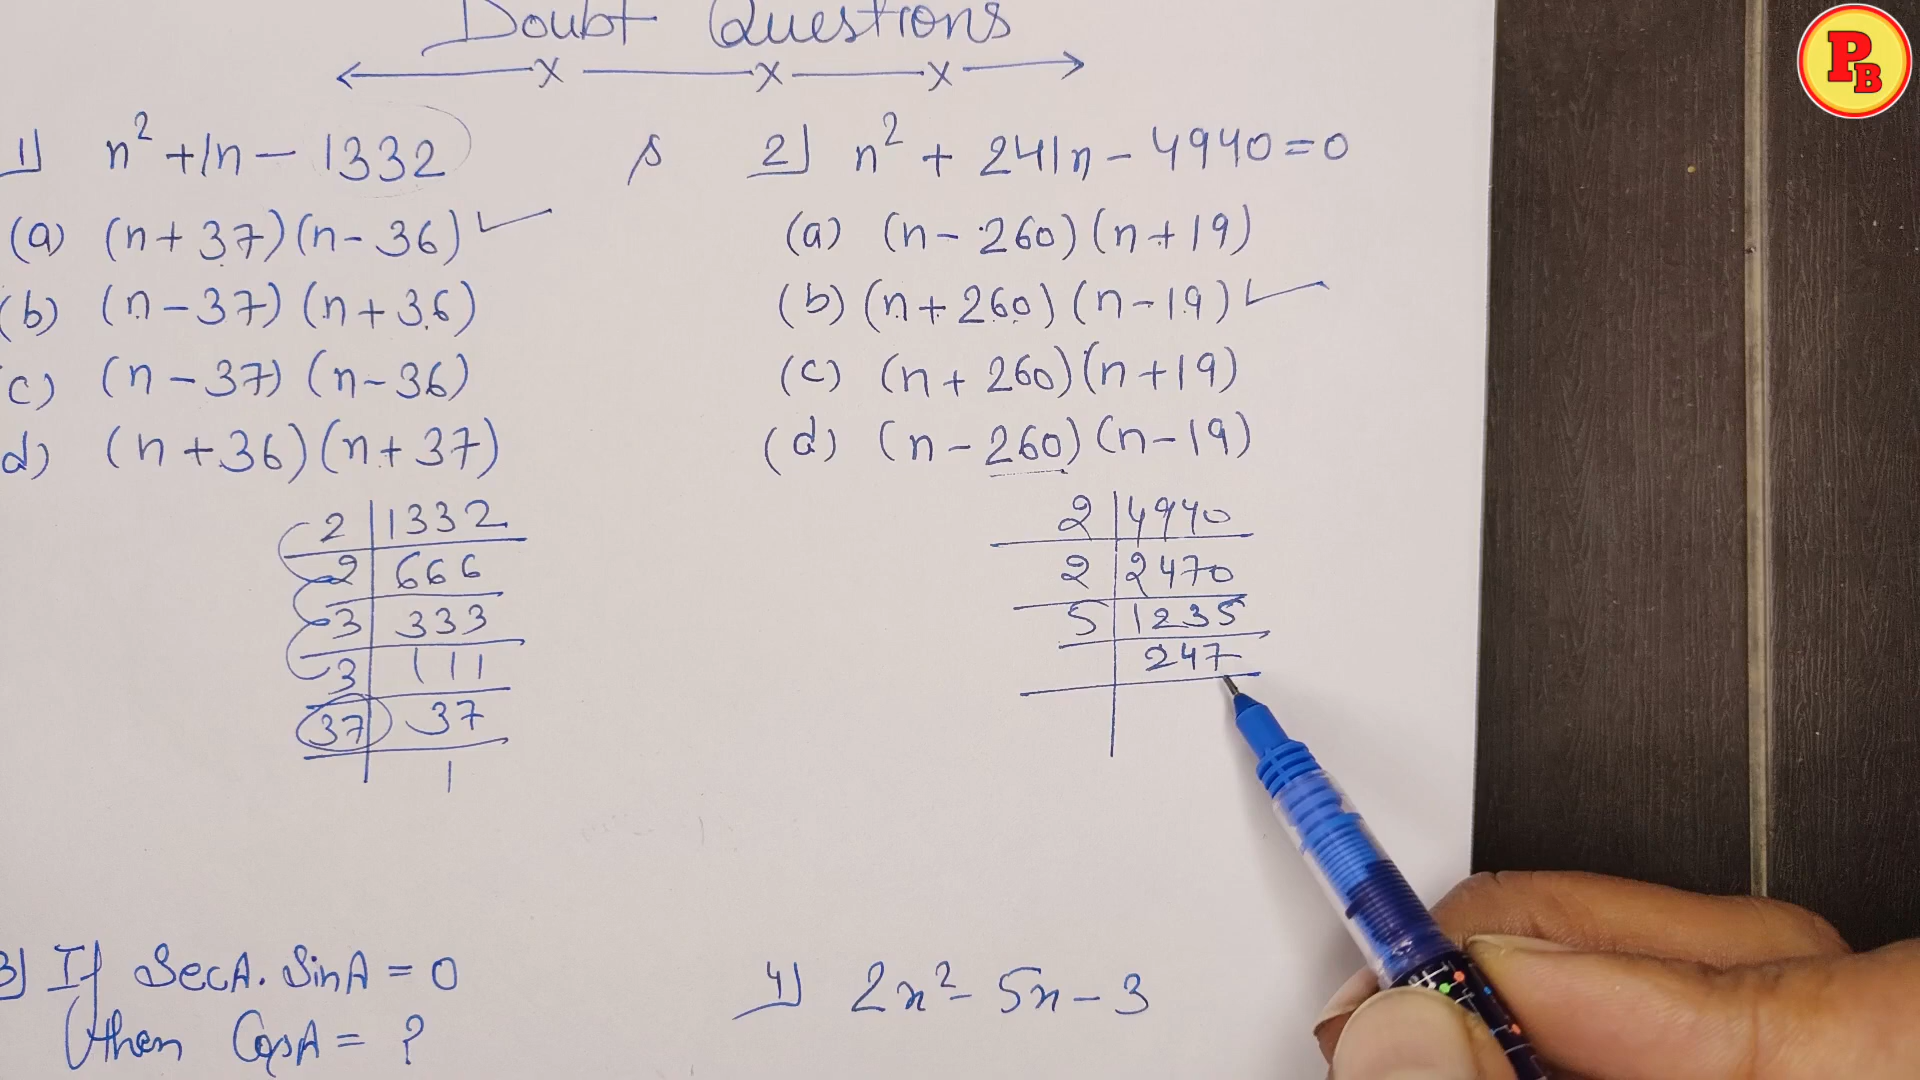 Doubt Questions
1) n² + 1n - 1332
(a) (n + 37)(n - 36) ✓
(b) (n - 37) (n + 36)
(c) (n - 37) (n - 36)
(d) (n + 36)(n + 37)
2 | 1332
2 | 666
3 | 333
3 | 111
37 | 37
1
2) n² + 241n - 4940 = 0
(a) (n - 260)(n + 19)
(b) (n + 260)(n - 19) ✓
(c) (n + 260)(n + 19)
(d) (n - 260)(n - 19)
2 | 4940
2 | 2470
5 | 1235
247
3) If SecA. SinA = 0
then CosA = ?
4) 2x² - 5x - 3
PB